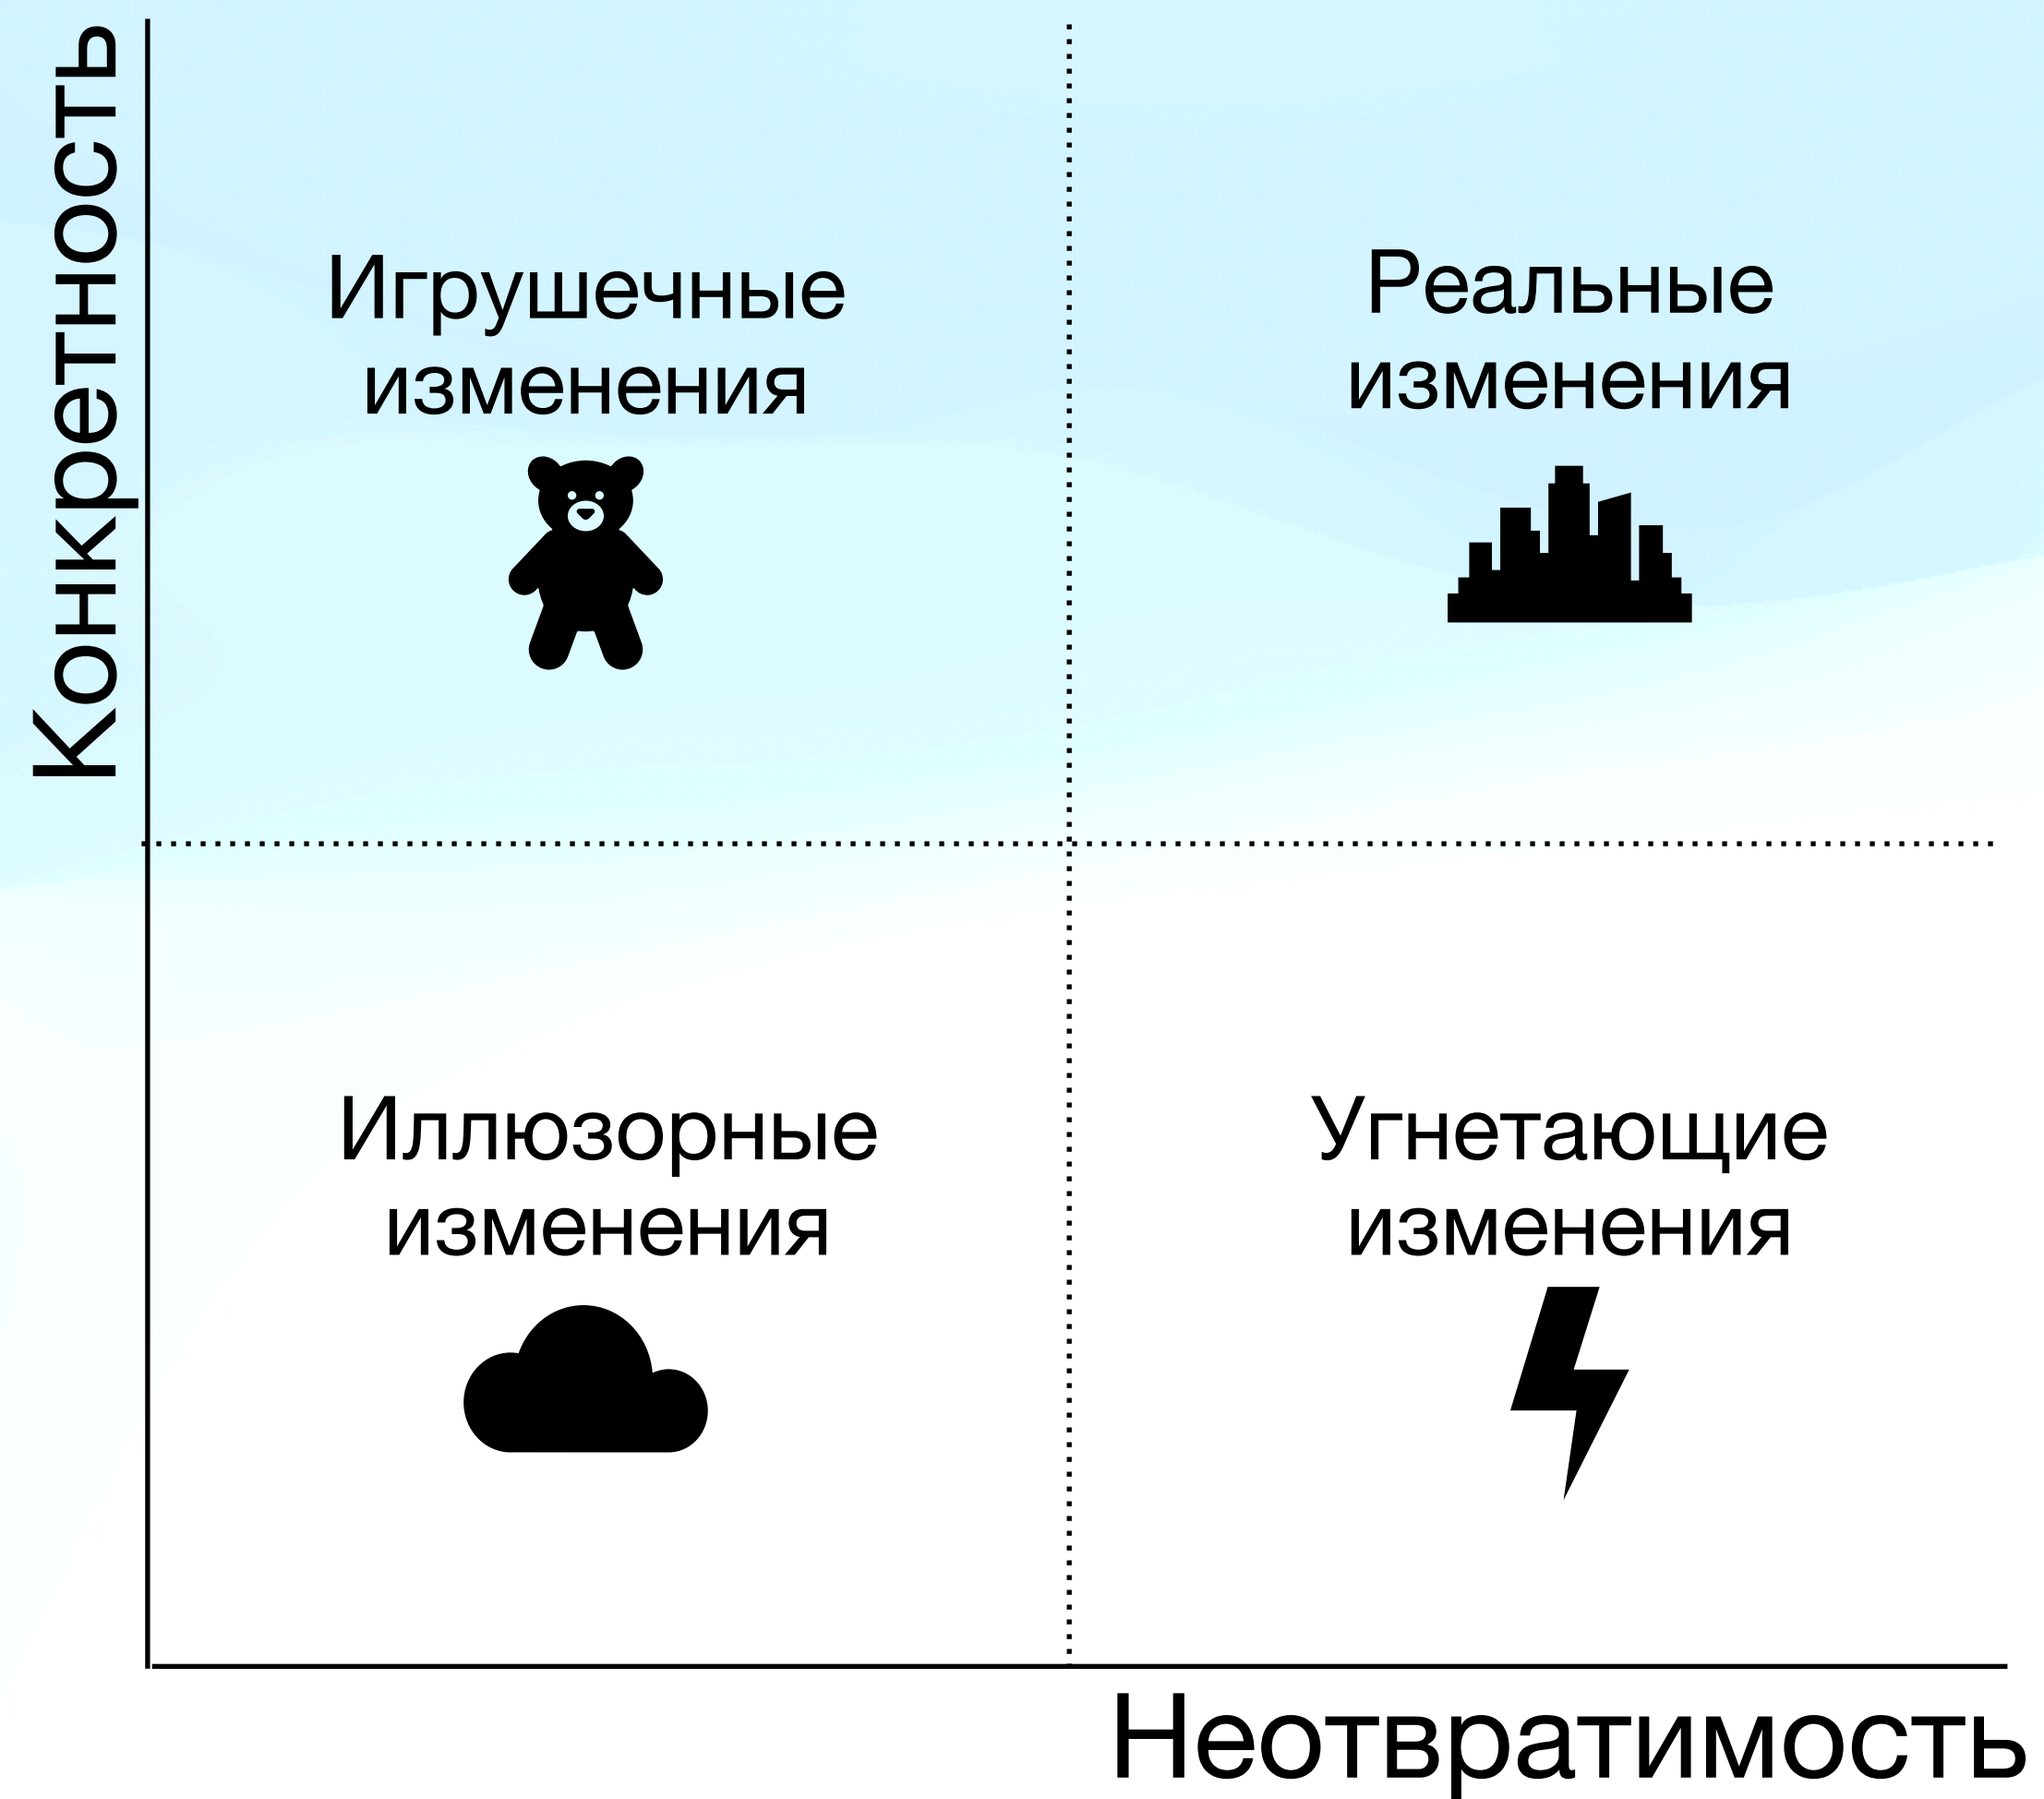 Конкретность
Игрушечные
изменения
Реальные
изменения
Иллюзорные
изменения
Угнетающие
изменения
Неотвратимость